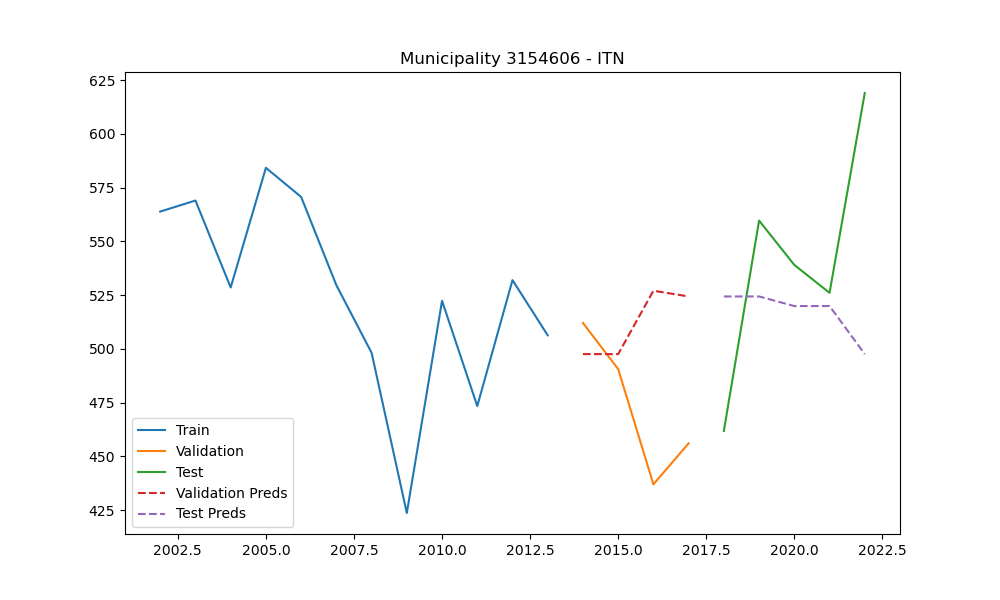 Municipality 3154606 - ITN
625
600
575
550
525
500
475
450
425
Train
Validation
Test
Validation Preds
Test Preds
2002.5 2005.0 2007.5 2010.0 2012.5 2015.0 2017.5 2020.0 2022.5